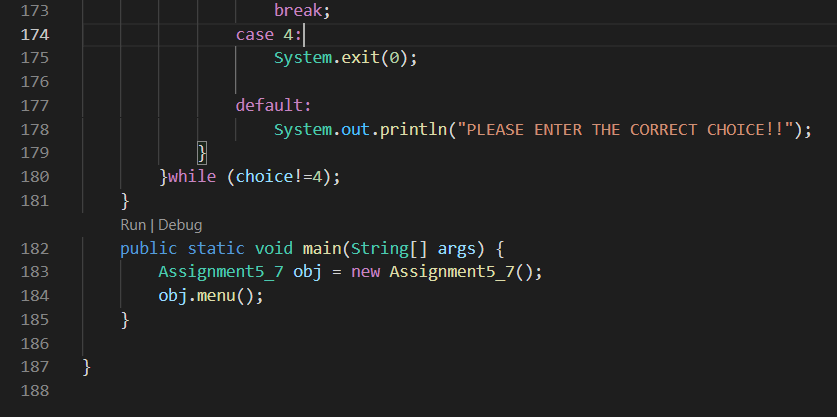 173                         break;
174                     case 4:
175                         System.exit(0);
176
177                     default:
178                         System.out.println("PLEASE ENTER THE CORRECT CHOICE!!");
179                 }
180             }while (choice!=4);
181         }
Run | Debug
182         public static void main(String[] args) {
183             Assignment5_7 obj = new Assignment5_7();
184             obj.menu();
185         }
186
187     }
188